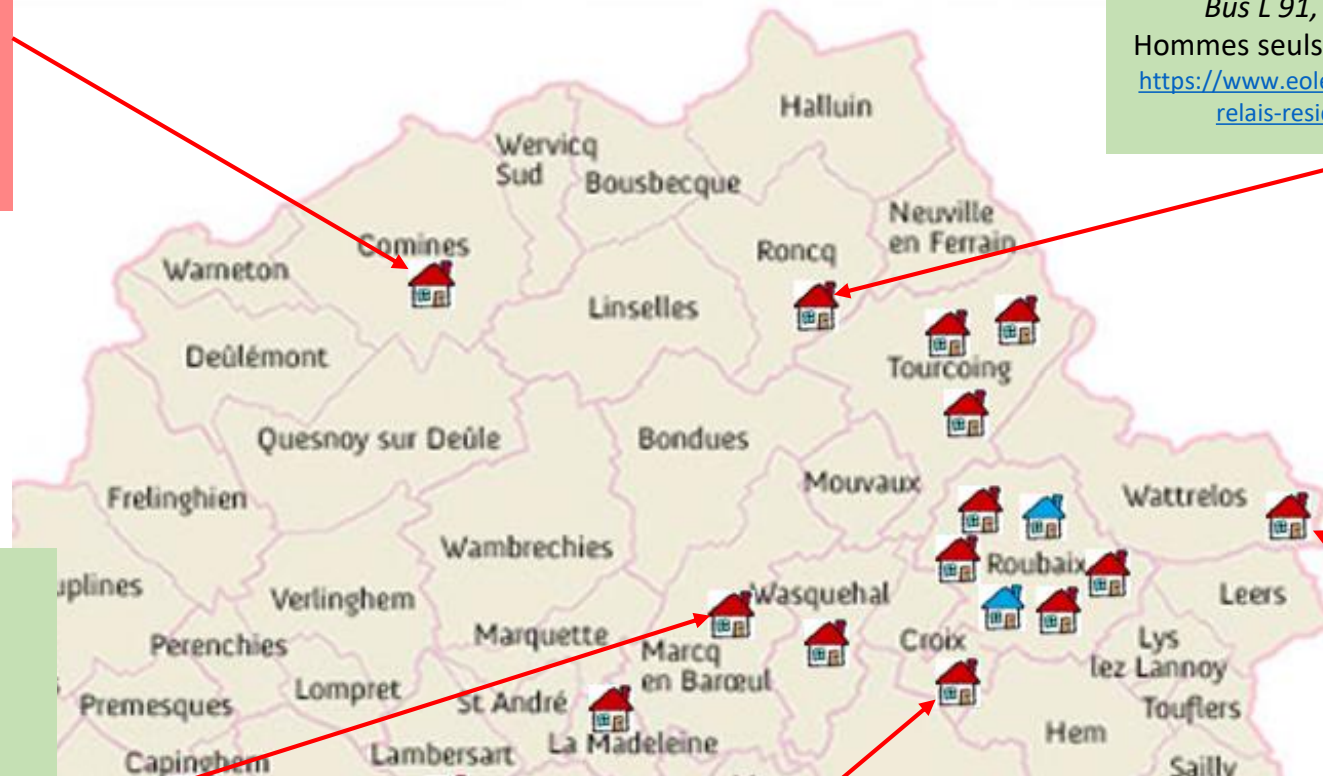 Bus L 91,
Hommes seuls
https://www.eole
relais-resi
Halluin
Wervicq
Sud
Bousbecque
Neuville
en Ferrain
Comines
Roncq
Warneton
Linselles
Deûlémont
Tourcoing
Quesnoy sur Deûle
Bondues
Mouvaux
Frelinghien
Wattrelos
Wambrechies
Roubaix
uplines
Verlinghem
Wasquehal
Leers
Perenchies
Marquette
Marcq
en Barœul
Croix
Lys
lez Lannoy
Premesques
Lompret
St André
Toufflers
La Madeleine
Hem
Capinghem
Lambersart
Sailly